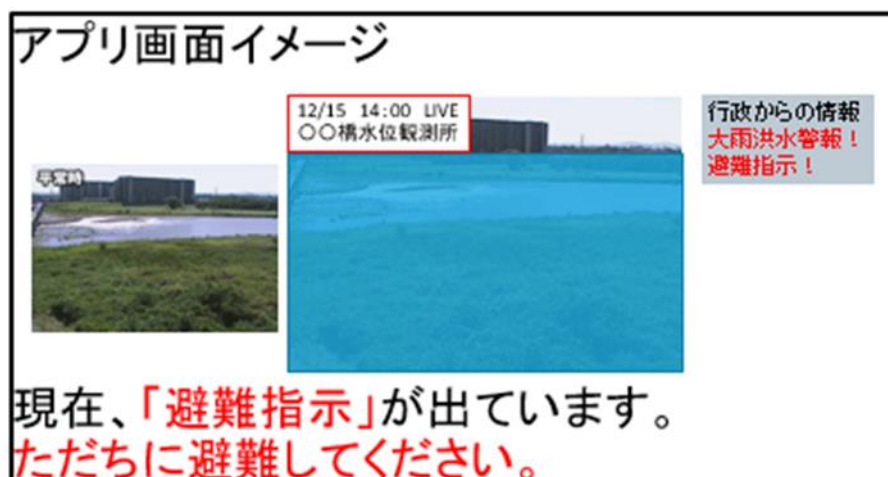 アプリ画面イメージ
平常時
12/15 14:00 LIVE
〇〇橋水位観測所
行政からの情報
大雨洪水警報！
避難指示！
現在、「避難指示」が出ています。
ただちに避難してください。